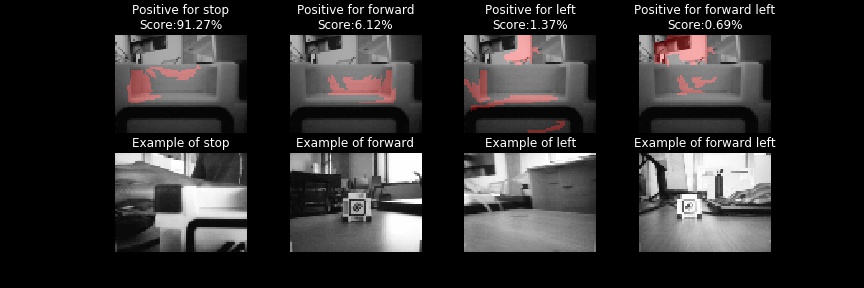 Positive for stop
Score:91.27%
Positive for forward
Score:6.12%
Positive for left
Score:1.37%
Positive for forward left
Score:0.69%
Example of stop
Example of forward
Example of left
Example of forward left